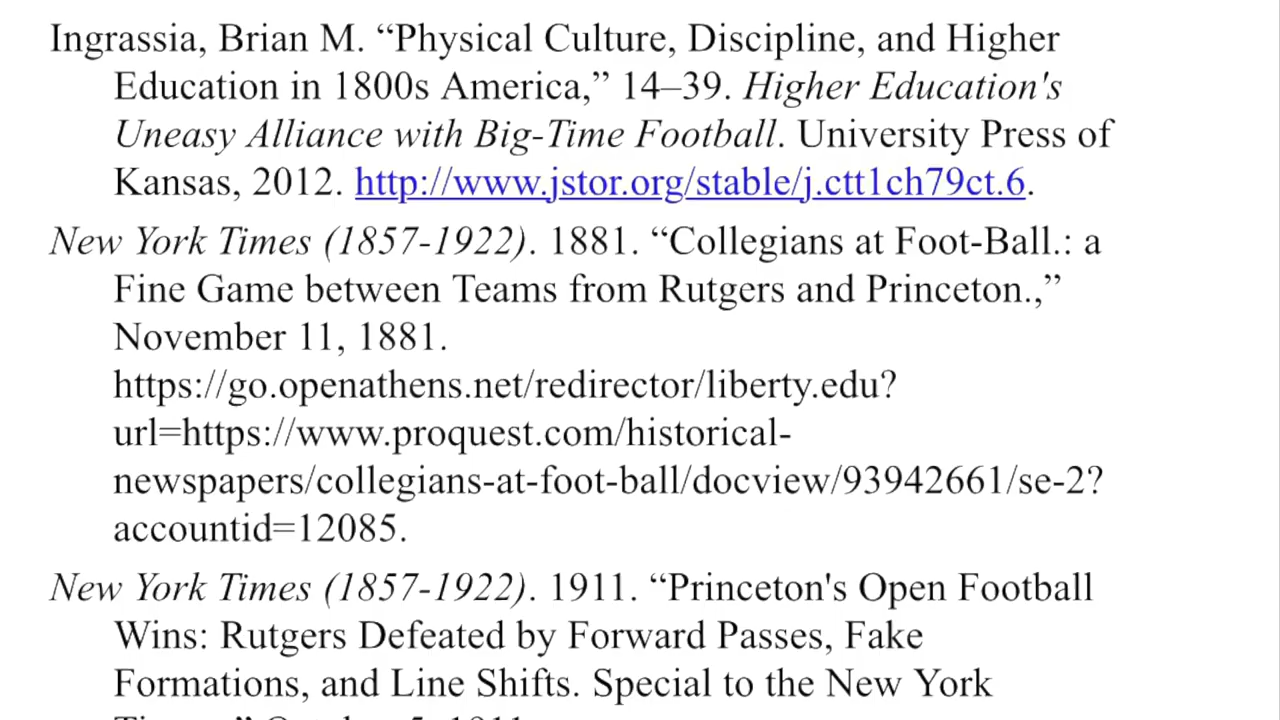 Ingrassia, Brian M. “Physical Culture, Discipline, and Higher
Education in 1800s America,” 14–39. Higher Education's
Uneasy Alliance with Big-Time Football. University Press of
Kansas, 2012. http://www.jstor.org/stable/j.ctt1ch79ct.6.
New York Times (1857-1922). 1881. “Collegians at Foot-Ball.: a
Fine Game between Teams from Rutgers and Princeton.,”
November 11, 1881.
https://go.openathens.net/redirector/liberty.edu?
url=https://www.proquest.com/historical-
newspapers/collegians-at-foot-ball/docview/93942661/se-2?
accountid=12085.
New York Times (1857-1922). 1911. “Princeton's Open Football
Wins: Rutgers Defeated by Forward Passes, Fake
Formations, and Line Shifts. Special to the New York